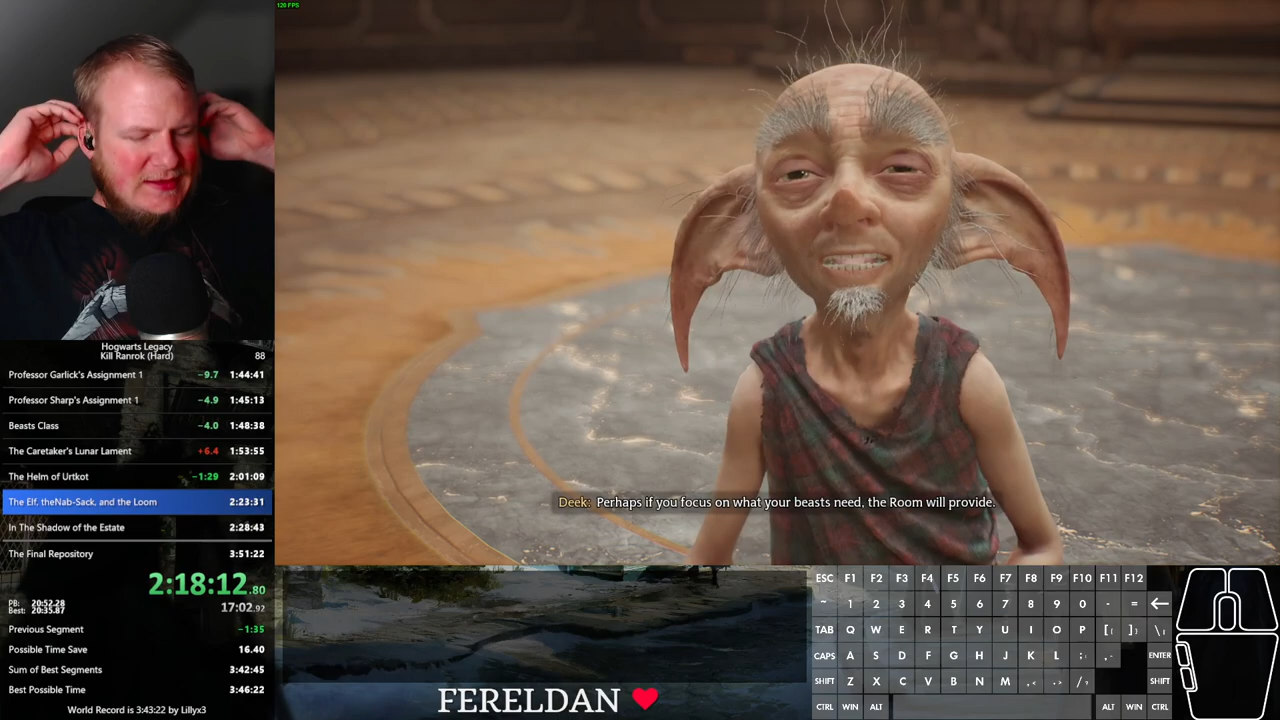 120 FPS
Hogwarts Legacy
Kill Ranrok (Hard) 88
Professor Garlick's Assignment 1 -9.7 1:44:41
Professor Sharp's Assignment 1 -4.9 1:45:13
Beasts Class -4.0 1:48:38
The Caretaker's Lunar Lament +6.4 1:53:55
The Helm of Urtkot -1:29 2:01:09
The Elf, theNab-Sack, and the Loom 2:23:31
In The Shadow of the Estate 2:28:43
The Final Repository 3:51:22
2:18:12.80
PB: 20:52.28
Best: 20:35.87
17:02.92
Previous Segment -1:35
Possible Time Save 16.40
Sum of Best Segments 3:42:45
Best Possible Time 3:46:22
World Record is 3:43:22 by Lillyx3
Deek: Perhaps if you focus on what your beasts need, the Room will provide.
FERELDAN ❤
ESC F1 F2 F3 F4 F5 F6 F7 F8 F9 F10 F11 F12
~ 1 2 3 4 5 6 7 8 9 0 - = ←
TAB Q W E R T Y U I O P [{ ]} \|
CAPS A S D F G H J K L ;: ," ENTER
SHIFT Z X C V B N M ,< .> /? SHIFT
CTRL WIN ALT ALT WIN CTRL